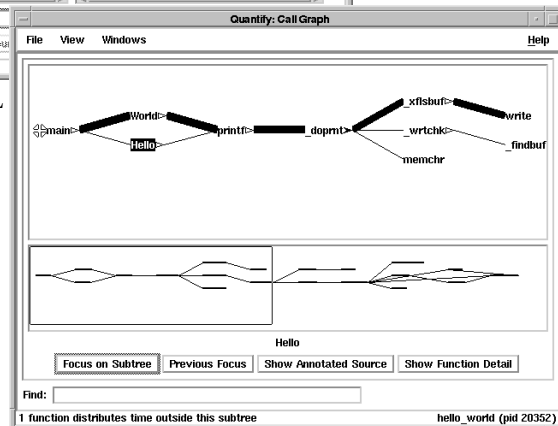 Quantify: Call Graph
File View Windows Help
_xflsbuf
World write
main printf _doprnt _wrtchk
Hello _findbuf
memchr
Hello
Focus on Subtree Previous Focus Show Annotated Source Show Function Detail
Find:
1 function distributes time outside this subtree hello_world (pid 20352)